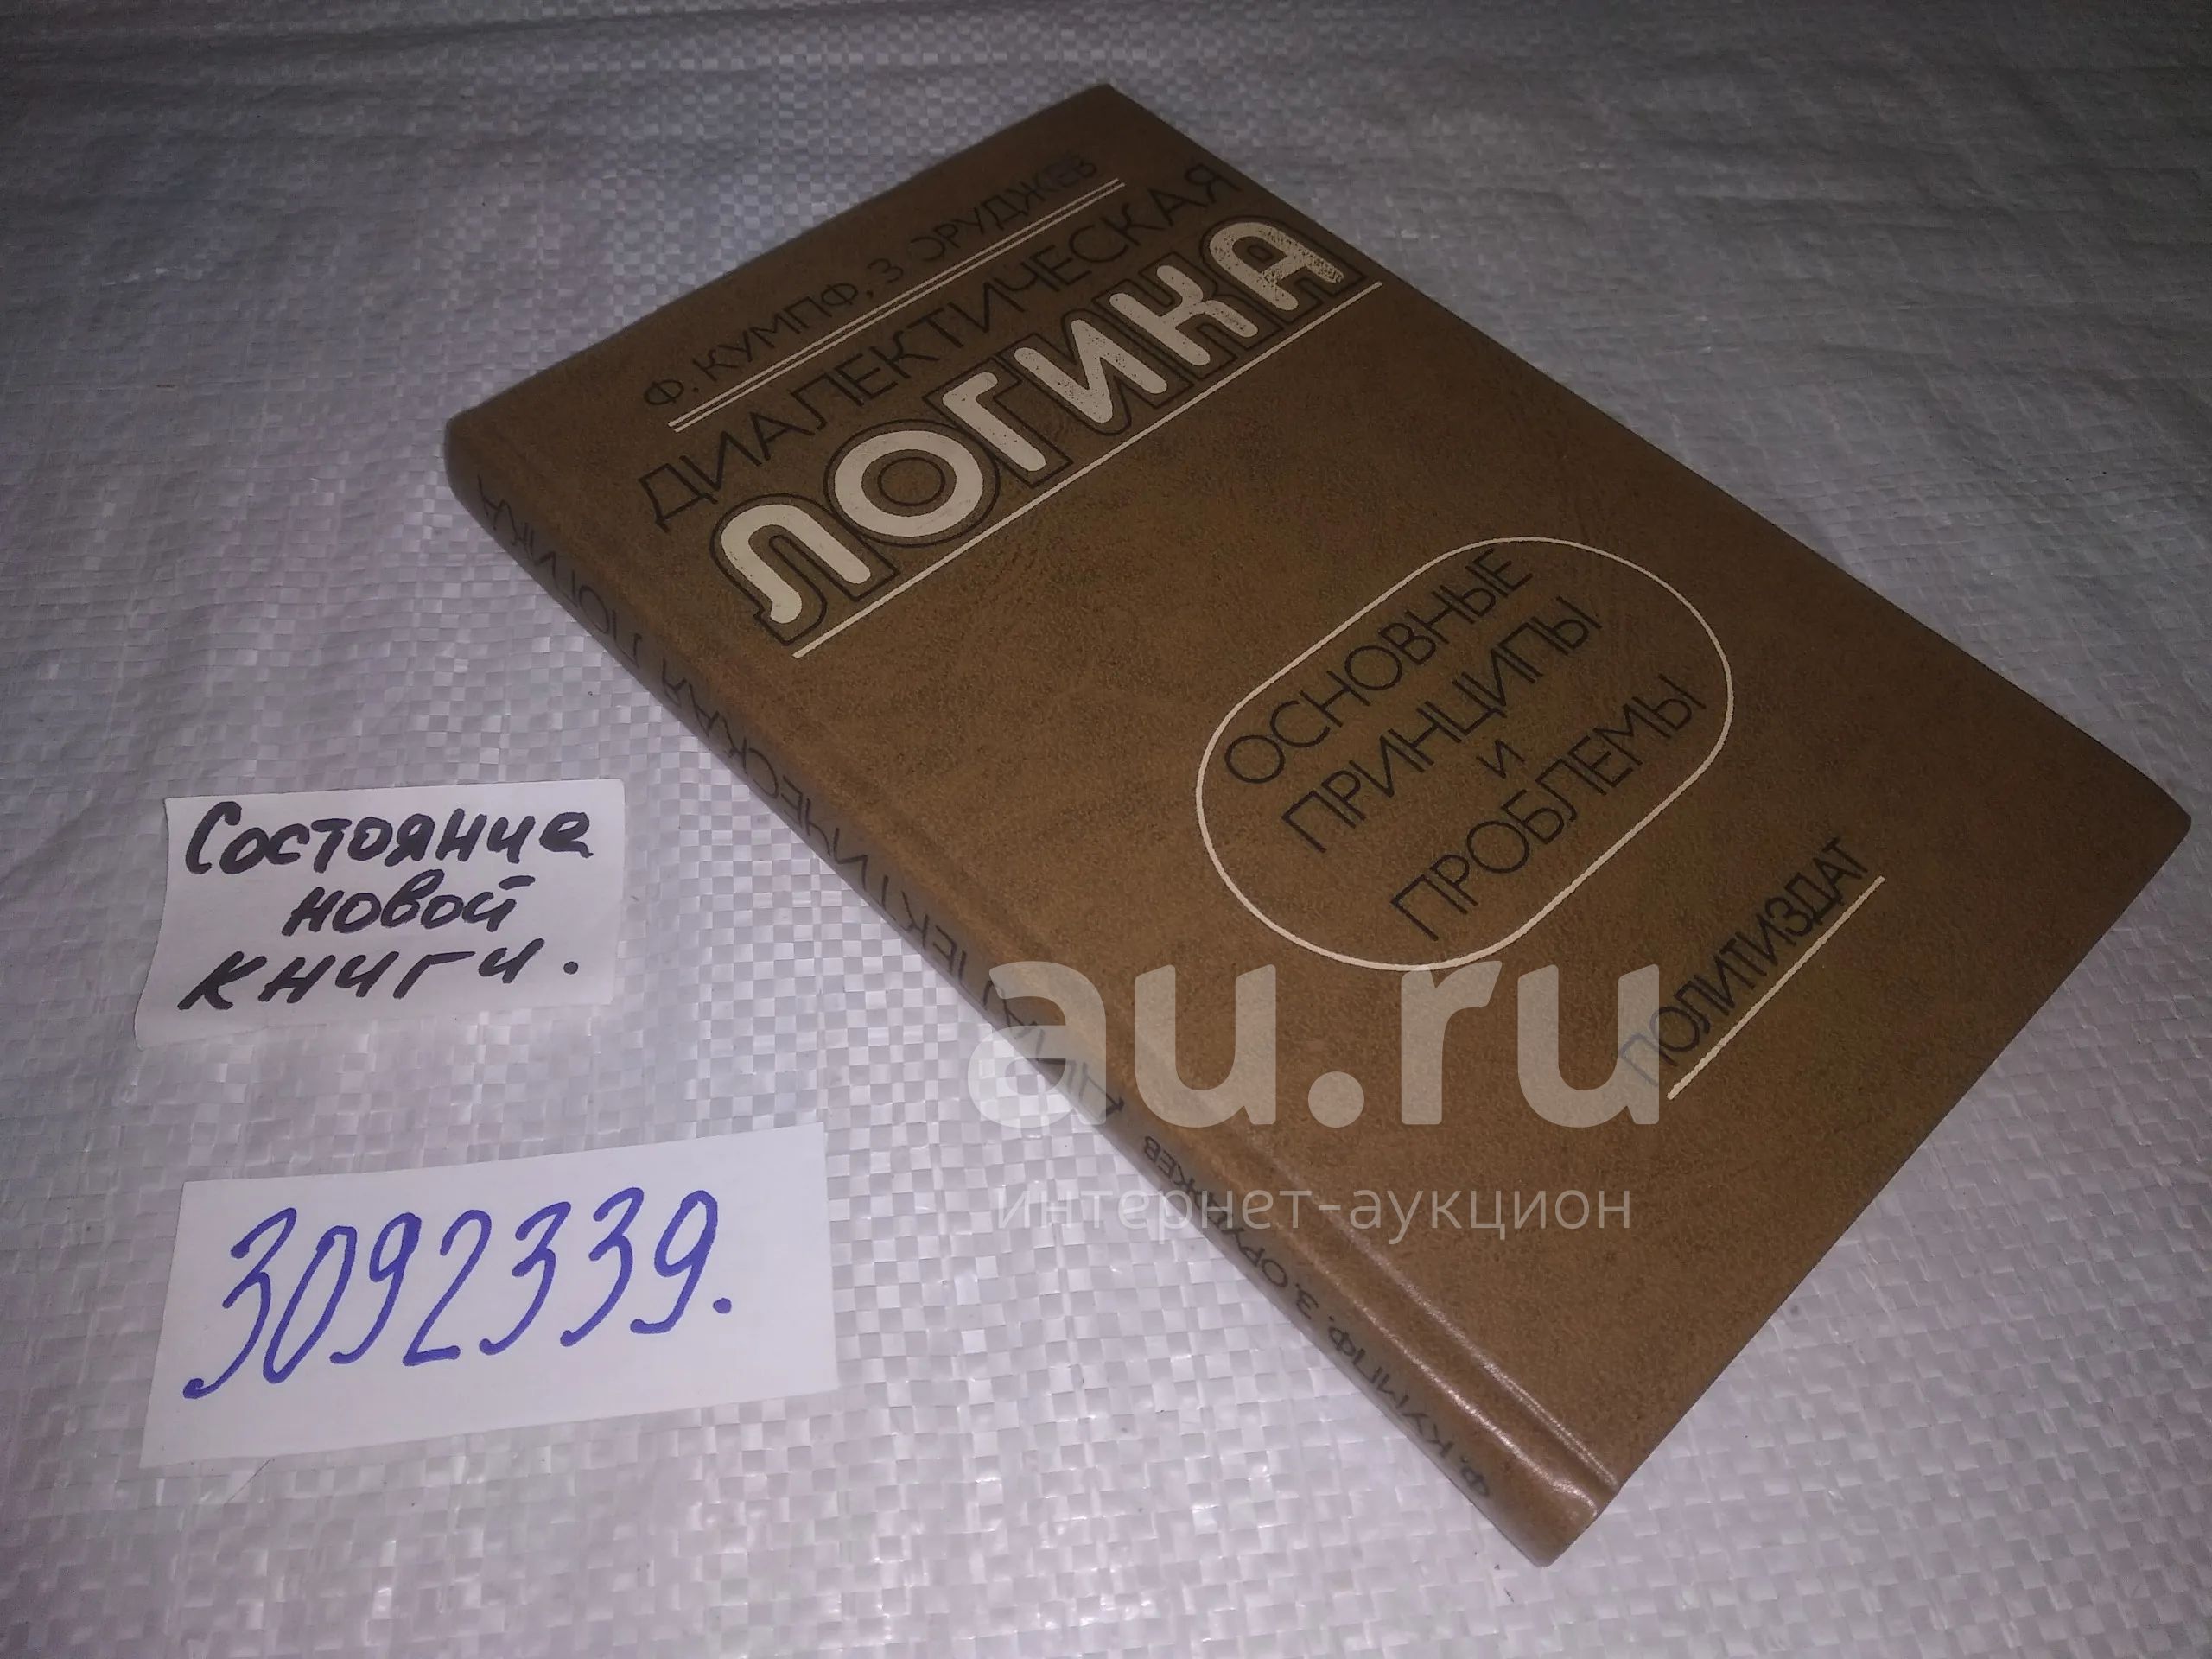 Ф. КУМПФ, З. ОРУДЖЕВ
ДИАЛЕКТИЧЕСКАЯ
ЛОГИКА
ОСНОВНЫЕ
ПРИНЦИПЫ
И
ПРОБЛЕМЫ
ПОЛИТИЗДАТ
Ф. КУМПФ. З. ОРУДЖЕВ ДИАЛЕКТИЧЕСКАЯ ЛОГИКА
Состояние
новой
книги.
3092339.
au.ru
интернет-аукцион